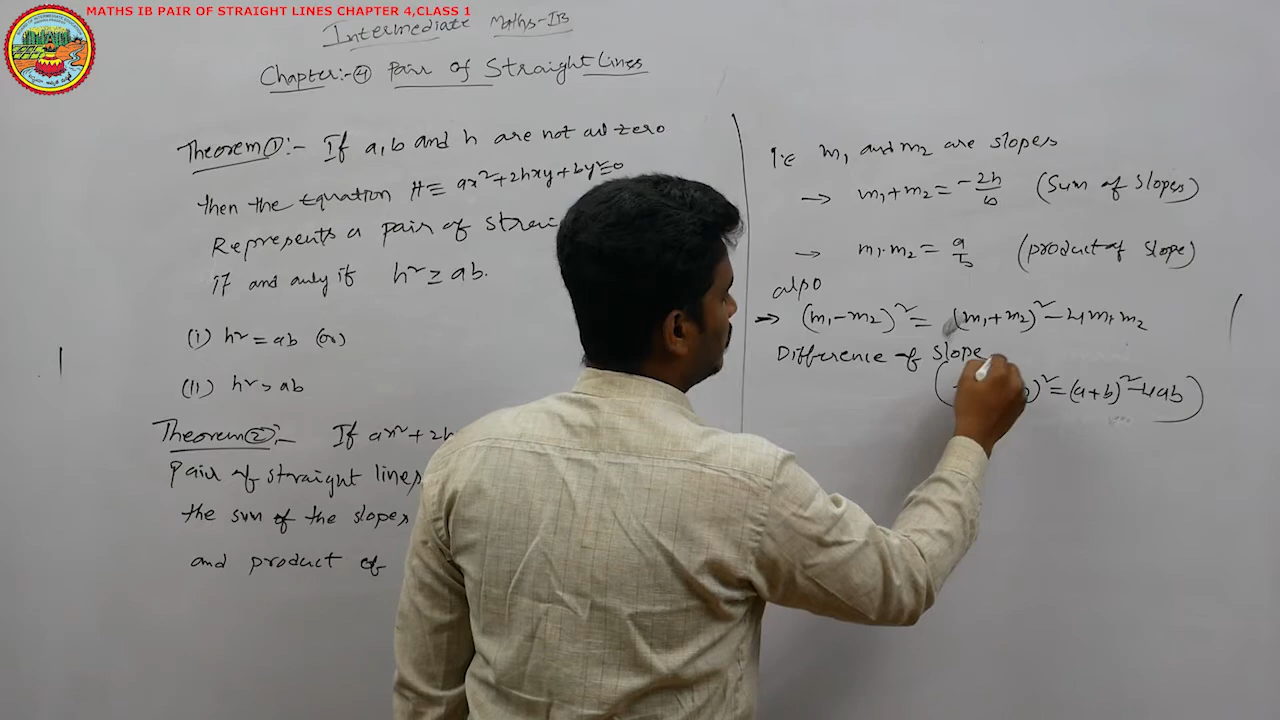 MATHS IB PAIR OF STRAIGHT LINES CHAPTER 4,CLASS 1
Intermediate Maths-IB
Chapter:-④ Pair of Straight Lines
Theorem①:- If a,b and h are not all zero
then the equation H ≡ ax²+2hxy+by²=0
Represents a pair of
if and only if h² ≥ ab.
(i) h² = ab (or)
(ii) h² > ab
Theorem②:- If ax²+2h
pair of straight lines
the sum of the slopes
and product of
i.e m₁ and m₂ are slopes
→ m₁+m₂ = -2h/b (Sum of Slopes)
→ m₁.m₂ = a/b (product of slope)
also
→ (m₁-m₂)² = (m₁+m₂)²-4m₁m₂
Difference of Slope
)²=(a+b)²-4ab)